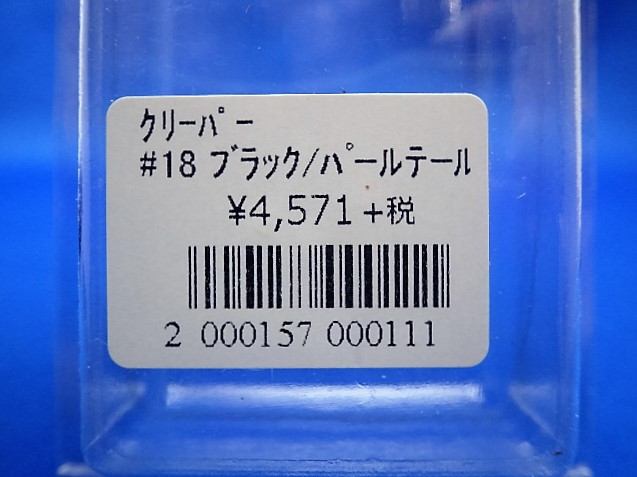 ｸﾘｰﾊﾟｰ
#18 ﾌﾞﾗｯｸ/ﾊﾟｰﾙﾃｰﾙ
¥4,571+税
2 000157 000111